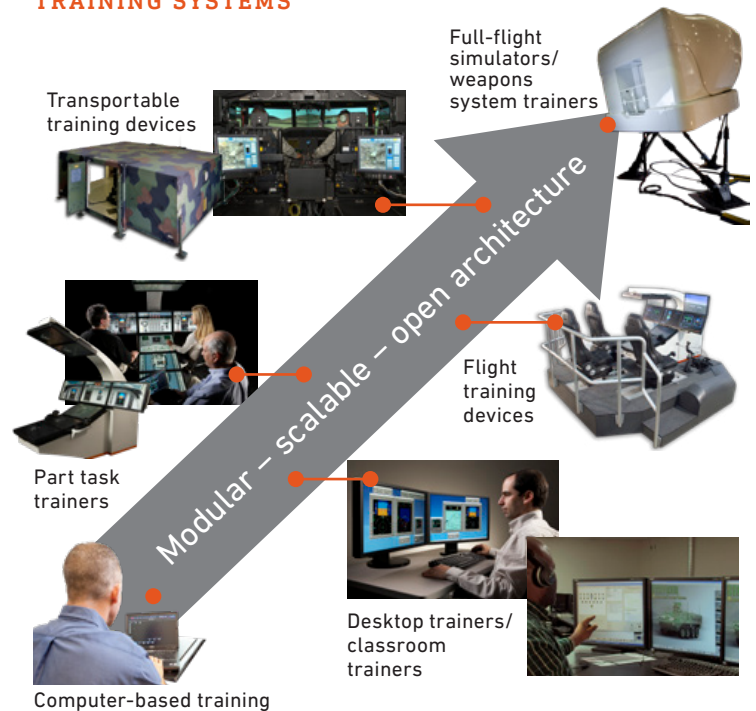 TRAINING SYSTEMS
Full-flight
simulators/
weapons
system trainers
Transportable
training devices
Modular – scalable – open architecture
Flight
training
devices
Part task
trainers
Desktop trainers/
classroom
trainers
Computer-based training